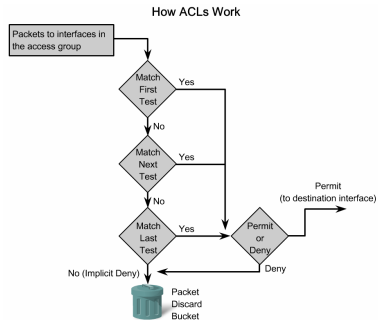 How ACLs Work
Packets to interfaces in
the access group
Match
First
Test
Yes
No
Match
Next
Test
Yes
No
Match
Last
Test
Yes
Permit
or
Deny
Permit
(to destination interface)
Deny
No (Implicit Deny)
Packet
Discard
Bucket